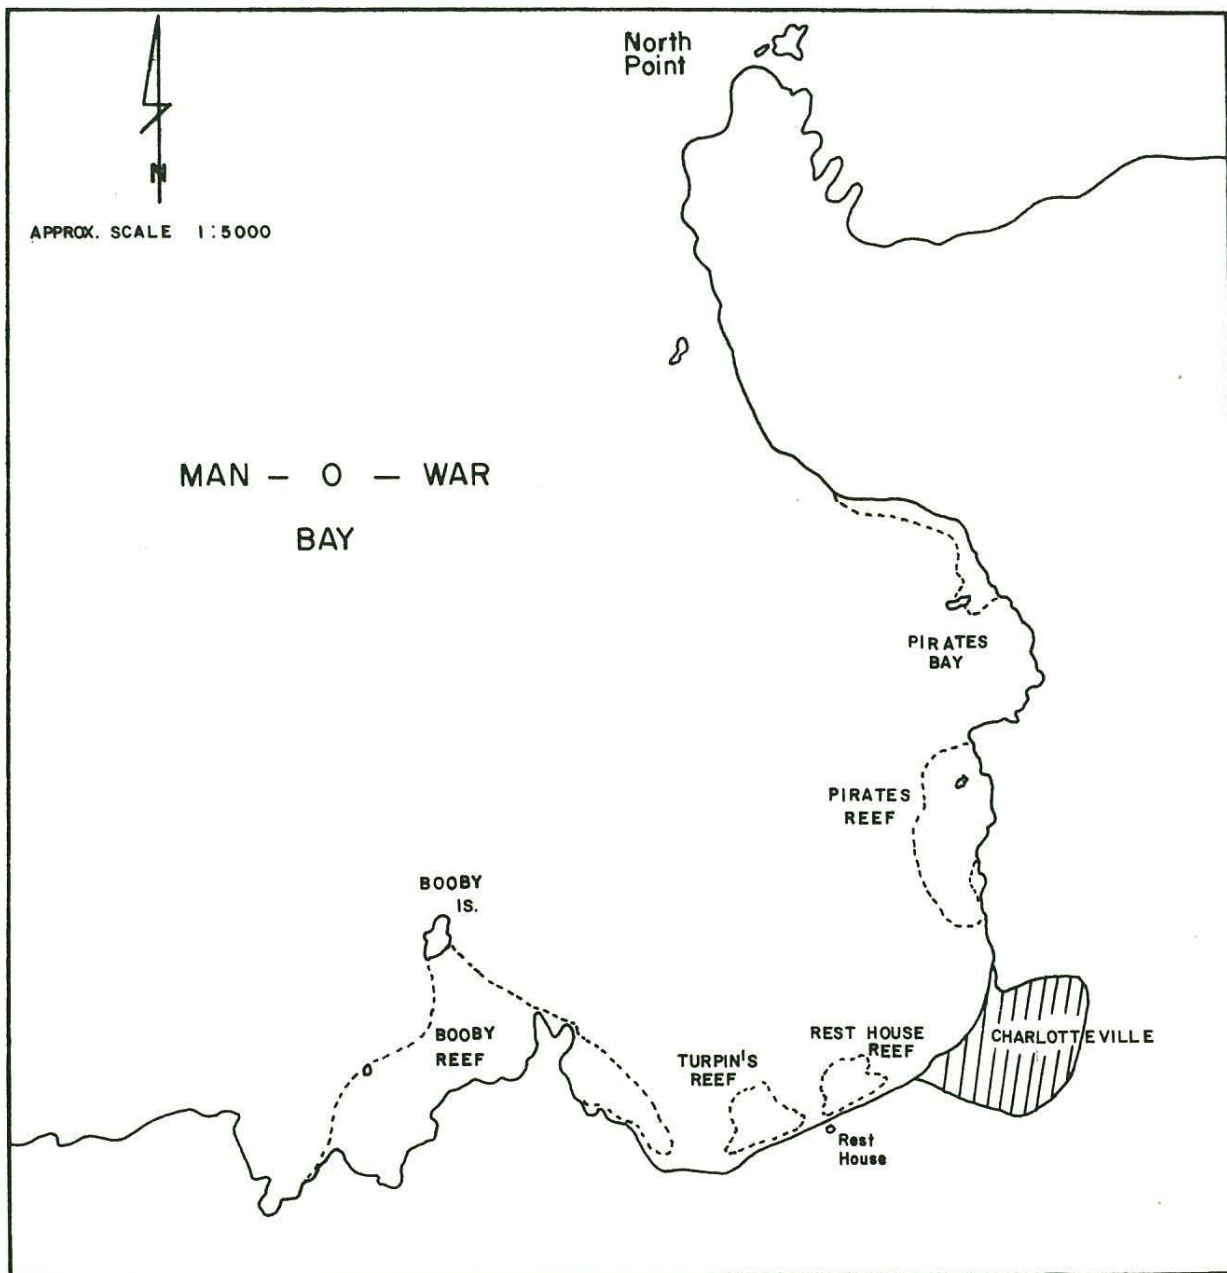 North
Point
N
APPROX. SCALE 1:5000
MAN – O – WAR
BAY
PIRATES
BAY
PIRATES
REEF
BOOBY
IS.
BOOBY
REEF
TURPIN'S
REEF
REST HOUSE
REEF
CHARLOTTEVILLE
Rest
House